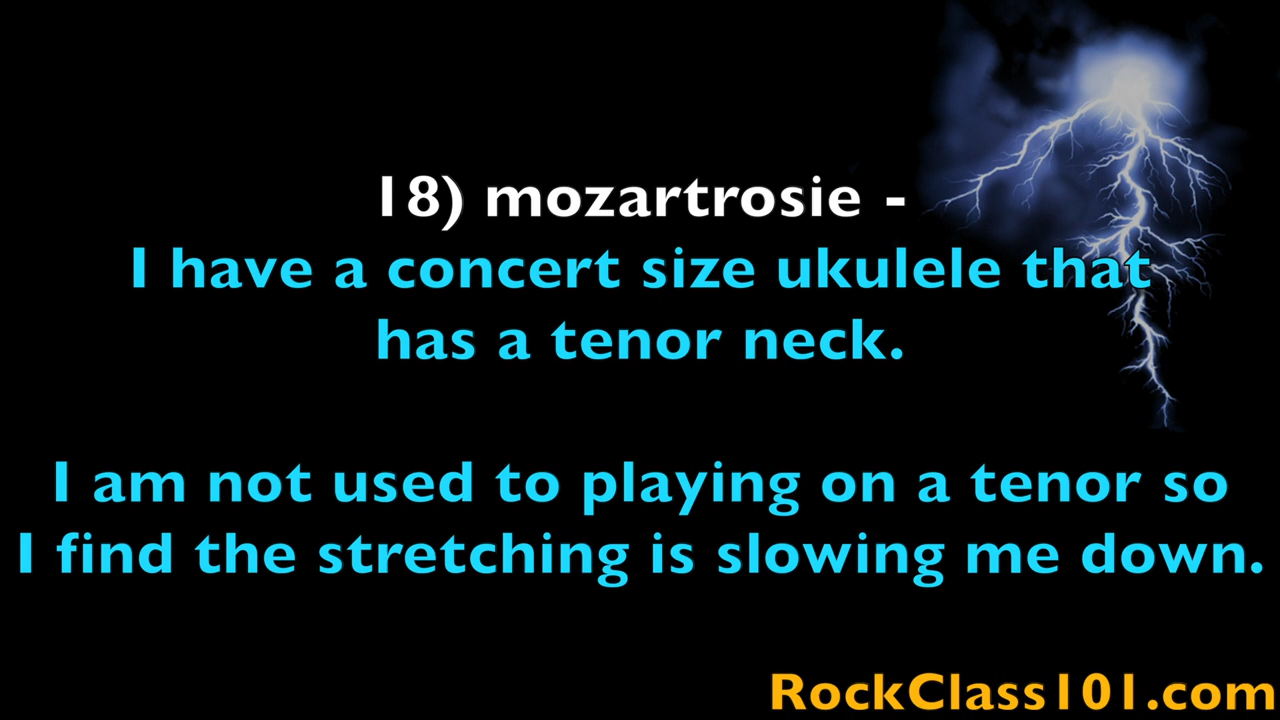 18) mozartrosie -
I have a concert size ukulele that
has a tenor neck.
I am not used to playing on a tenor so
I find the stretching is slowing me down.
RockClass101.com